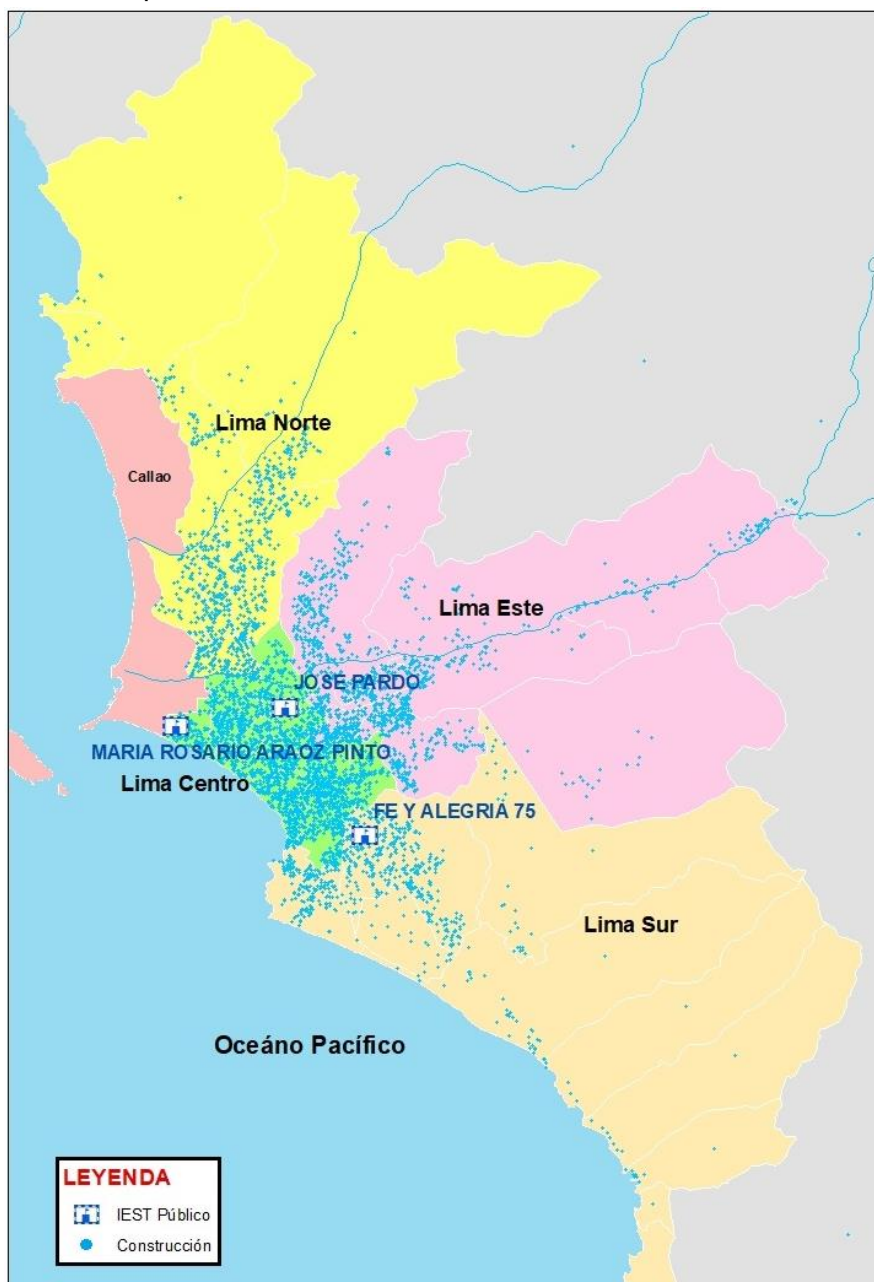 Lima Norte
Callao
Lima Este
JOSE PARDO
MARIA ROSARIO ARAOZ PINTO
Lima Centro
FE Y ALEGRIA 75
Lima Sur
Oceáno Pacífico
LEYENDA
IEST Público
Construcción